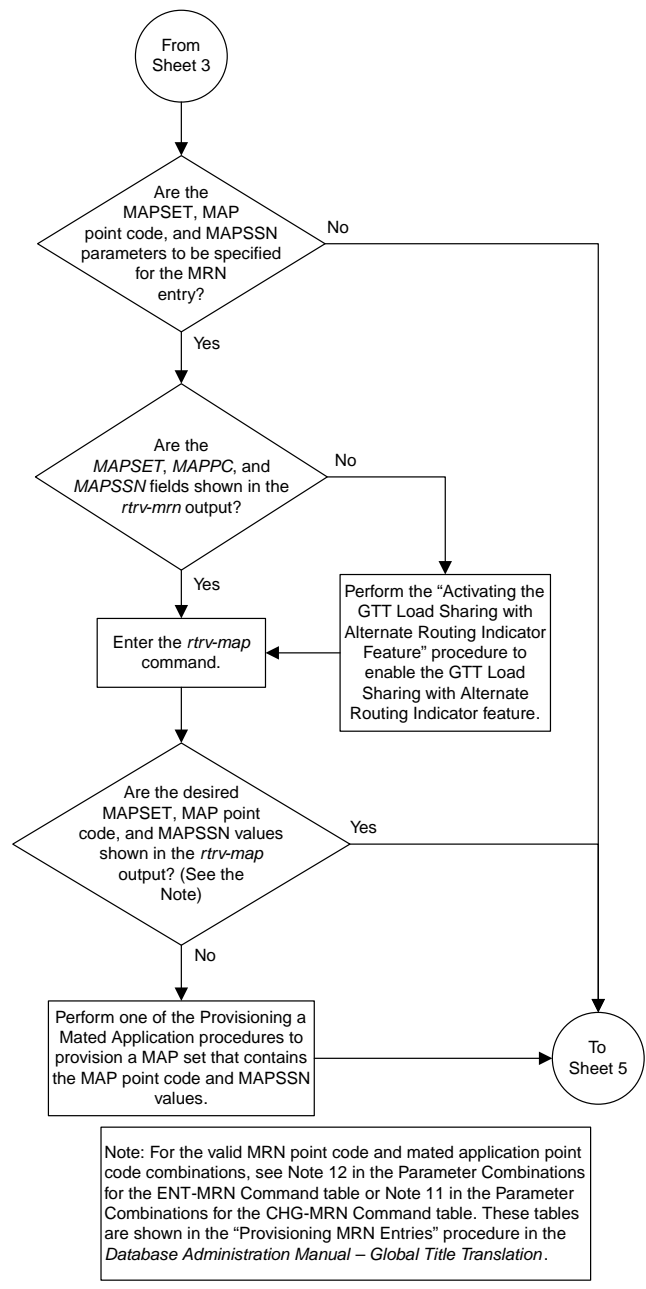 From
Sheet 3
Are the
MAPSET, MAP
point code, and MAPSSN
parameters to be specified
for the MRN
entry?
No
Yes
Are the
MAPSET, MAPPC, and
MAPSSN fields shown in the
rtrv-mrn output?
No
Yes
Perform the “Activating the
GTT Load Sharing with
Alternate Routing Indicator
Feature” procedure to
enable the GTT Load
Sharing with Alternate
Routing Indicator feature.
Enter the rtrv-map
command.
Are the desired
MAPSET, MAP point
code, and MAPSSN values
shown in the rtrv-map
output? (See the
Note)
Yes
No
Perform one of the Provisioning a
Mated Application procedures to
provision a MAP set that contains
the MAP point code and MAPSSN
values.
To
Sheet 5
Note: For the valid MRN point code and mated application point
code combinations, see Note 12 in the Parameter Combinations
for the ENT-MRN Command table or Note 11 in the Parameter
Combinations for the CHG-MRN Command table. These tables
are shown in the “Provisioning MRN Entries” procedure in the
Database Administration Manual – Global Title Translation.